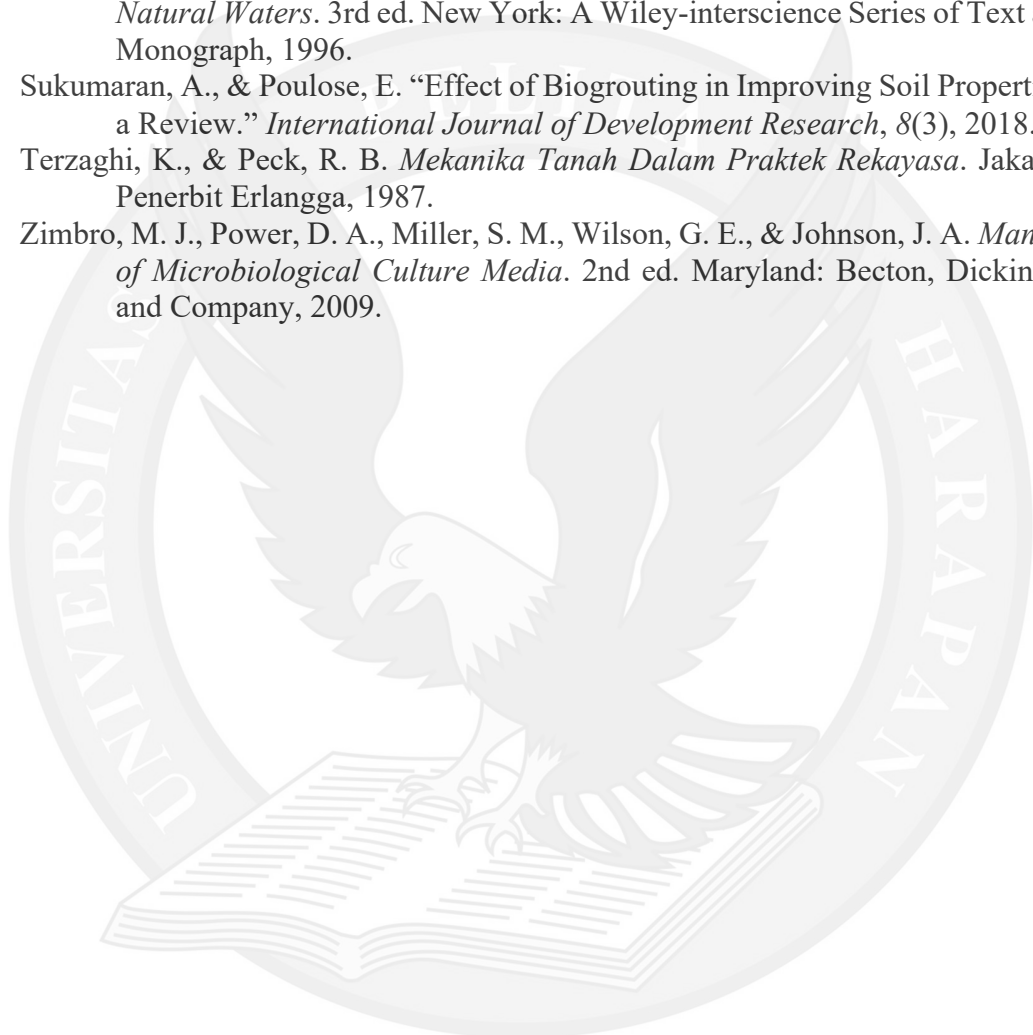 Natural Waters. 3rd ed. New York: A Wiley-interscience Series of Text
Monograph, 1996.
Sukumaran, A., & Poulose, E. “Effect of Biogrouting in Improving Soil Propert
a Review.” International Journal of Development Research, 8(3), 2018.
Terzaghi, K., & Peck, R. B. Mekanika Tanah Dalam Praktek Rekayasa. Jaka
Penerbit Erlangga, 1987.
Zimbro, M. J., Power, D. A., Miller, S. M., Wilson, G. E., & Johnson, J. A. Man
of Microbiological Culture Media. 2nd ed. Maryland: Becton, Dickin
and Company, 2009.
UNIVERSITAS PELITA HARAPAN